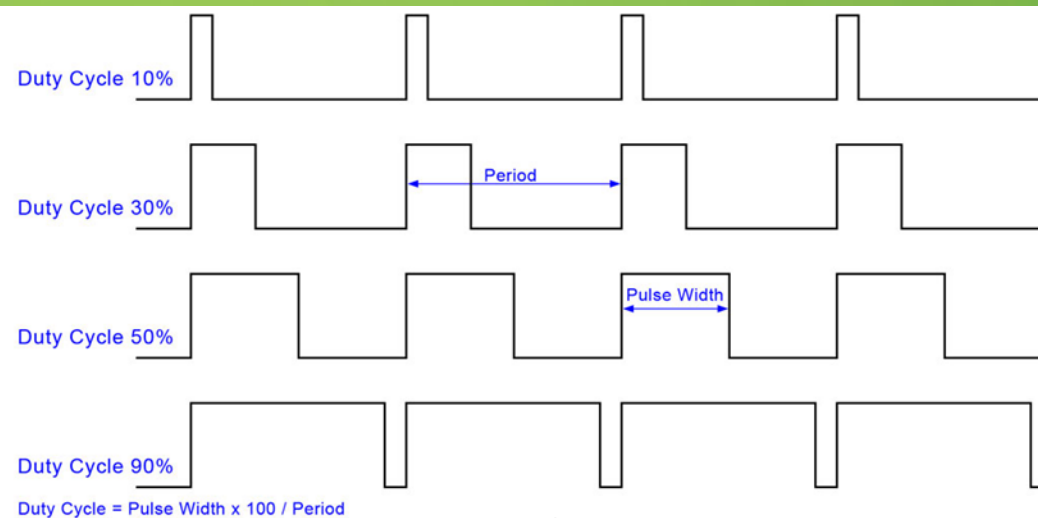 Duty Cycle 10%
Period
Duty Cycle 30%
Pulse Width
Duty Cycle 50%
Duty Cycle 90%
Duty Cycle = Pulse Width x 100 / Period